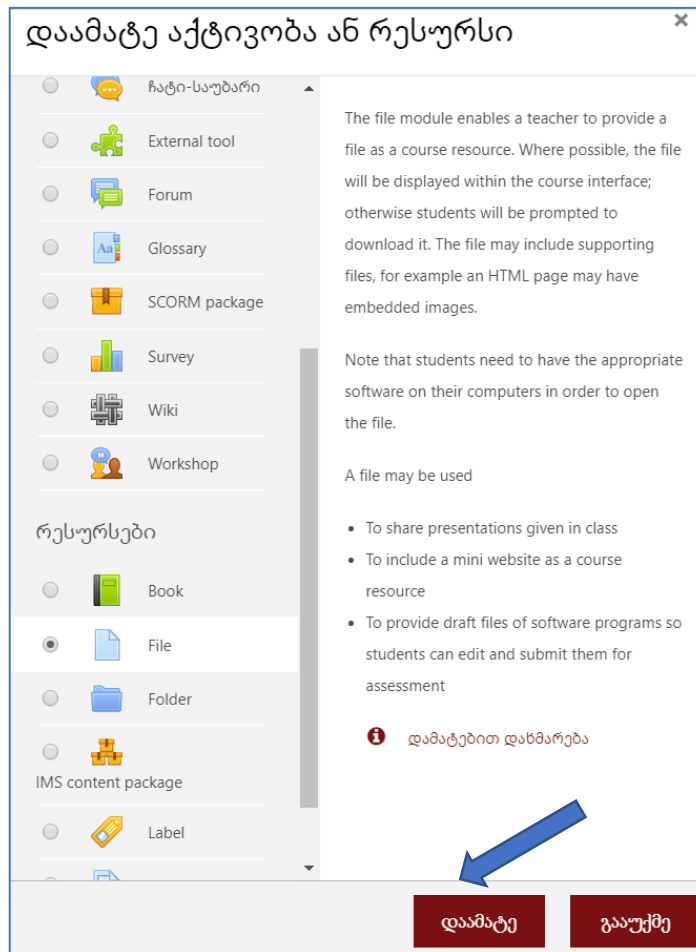 დაამატე აქტივობა ან რესურსი
×
ჩატი-საუბარი
External tool
Forum
Glossary
SCORM package
Survey
Wiki
Workshop
რესურსები
Book
File
Folder
IMS content package
Label
The file module enables a teacher to provide a
file as a course resource. Where possible, the file
will be displayed within the course interface;
otherwise students will be prompted to
download it. The file may include supporting
files, for example an HTML page may have
embedded images.
Note that students need to have the appropriate
software on their computers in order to open
the file.
A file may be used
• To share presentations given in class
• To include a mini website as a course
resource
• To provide draft files of software programs so
students can edit and submit them for
assessment
დამატებით დახმარება
დაამატე
გააუქმე